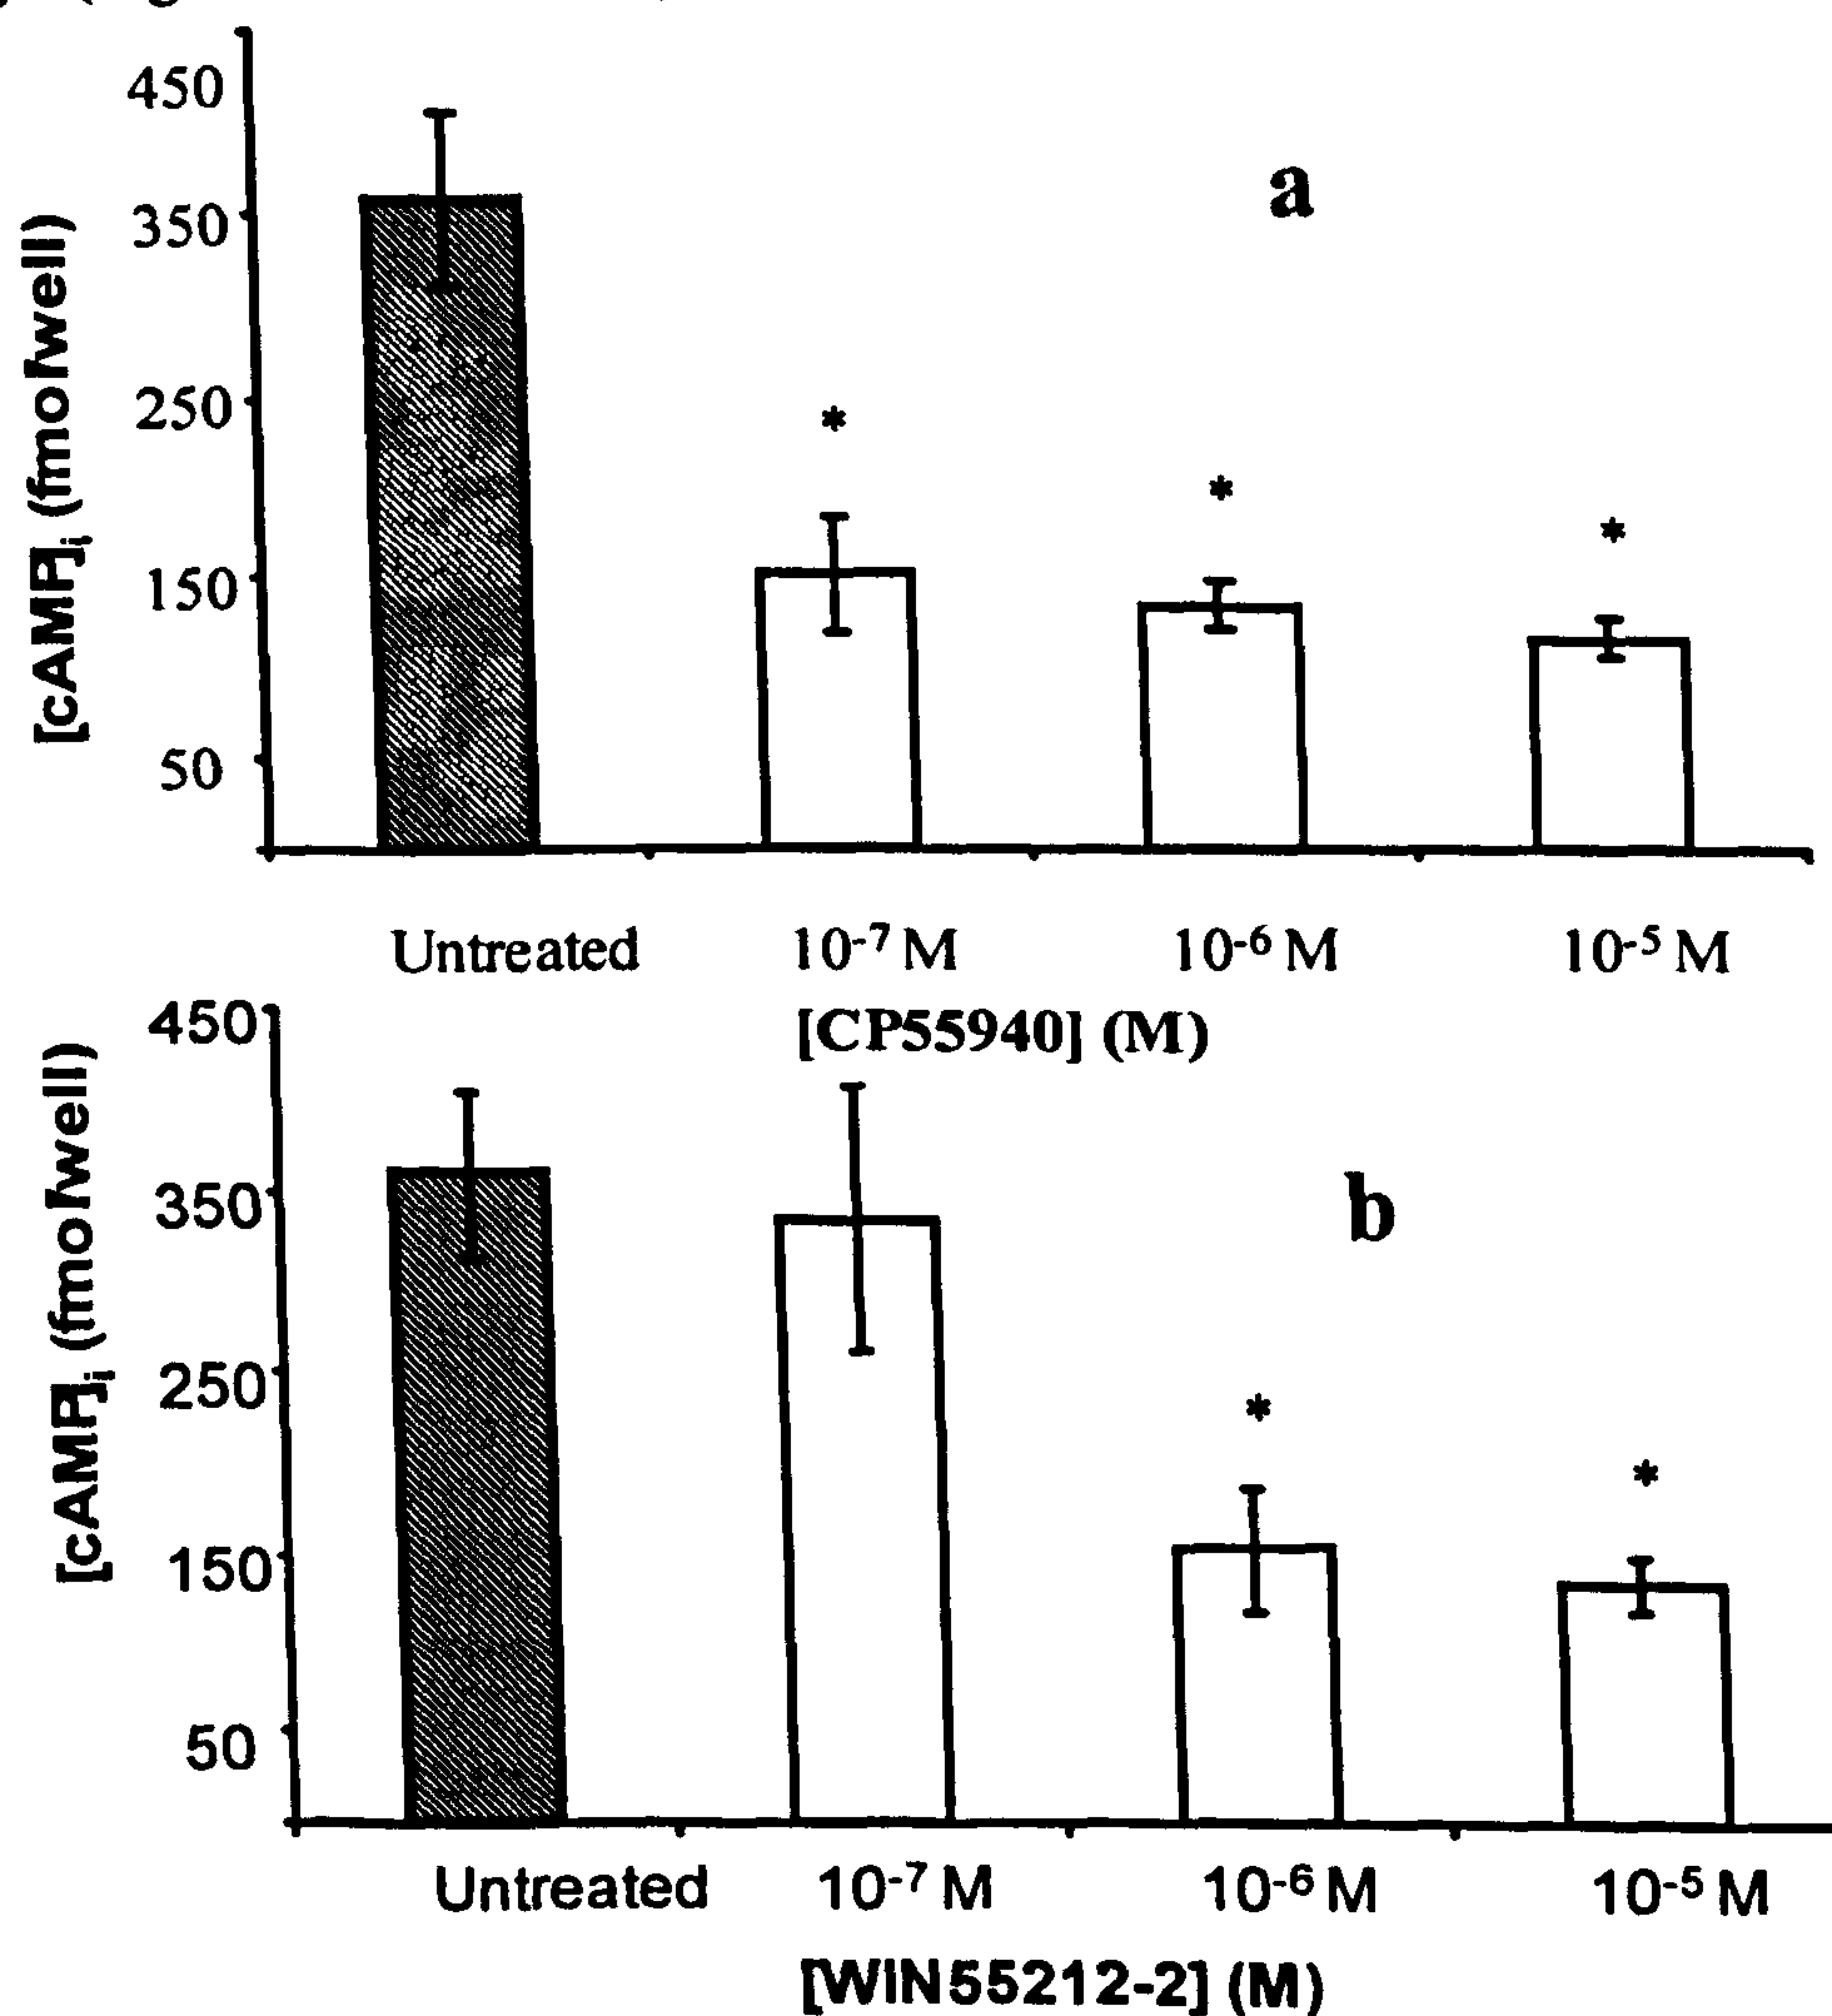 450
a
350
250
*
*
*
150
50
[cAMP]i (fmol/well)
Untreated 10⁻⁷ M 10⁻⁶ M 10⁻⁵ M
[CP55940] (M)
450
350
b
250
*
*
150
50
[cAMP]i (fmol/well)
Untreated 10⁻⁷ M 10⁻⁶ M 10⁻⁵ M
[WIN55212-2] (M)